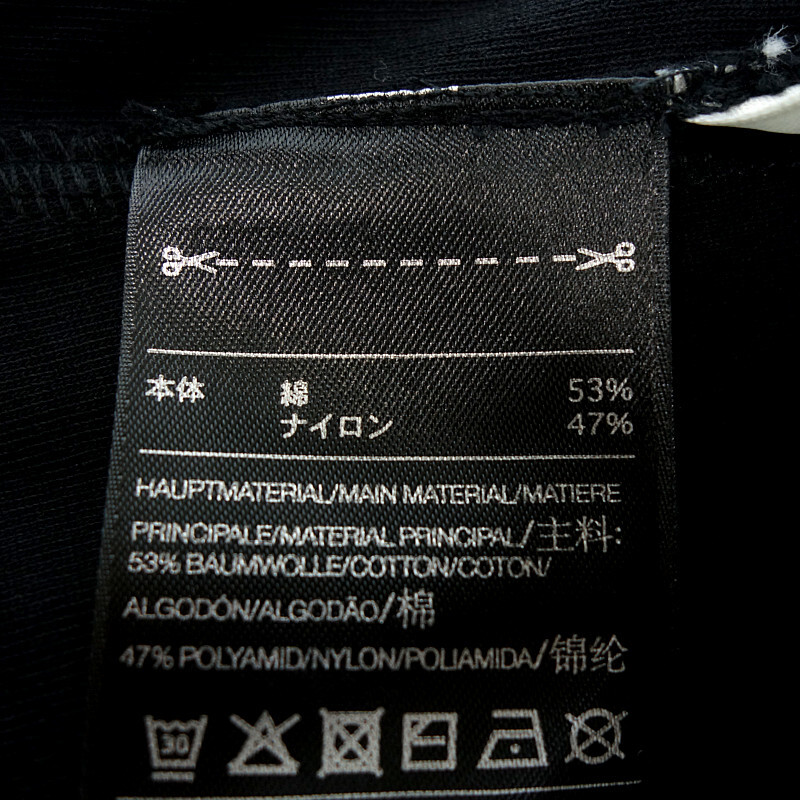 本体 綿 53%
ナイロン 47%
HAUPTMATERIAL/MAIN MATERIAL/MATIERE
PRINCIPALE/MATERIAL PRINCIPAL/主料:
53% BAUMWOLLE/COTTON/COTON/
ALGODÓN/ALGODÃO/棉
47% POLYAMID/NYLON/POLIAMIDA/锦纶
30